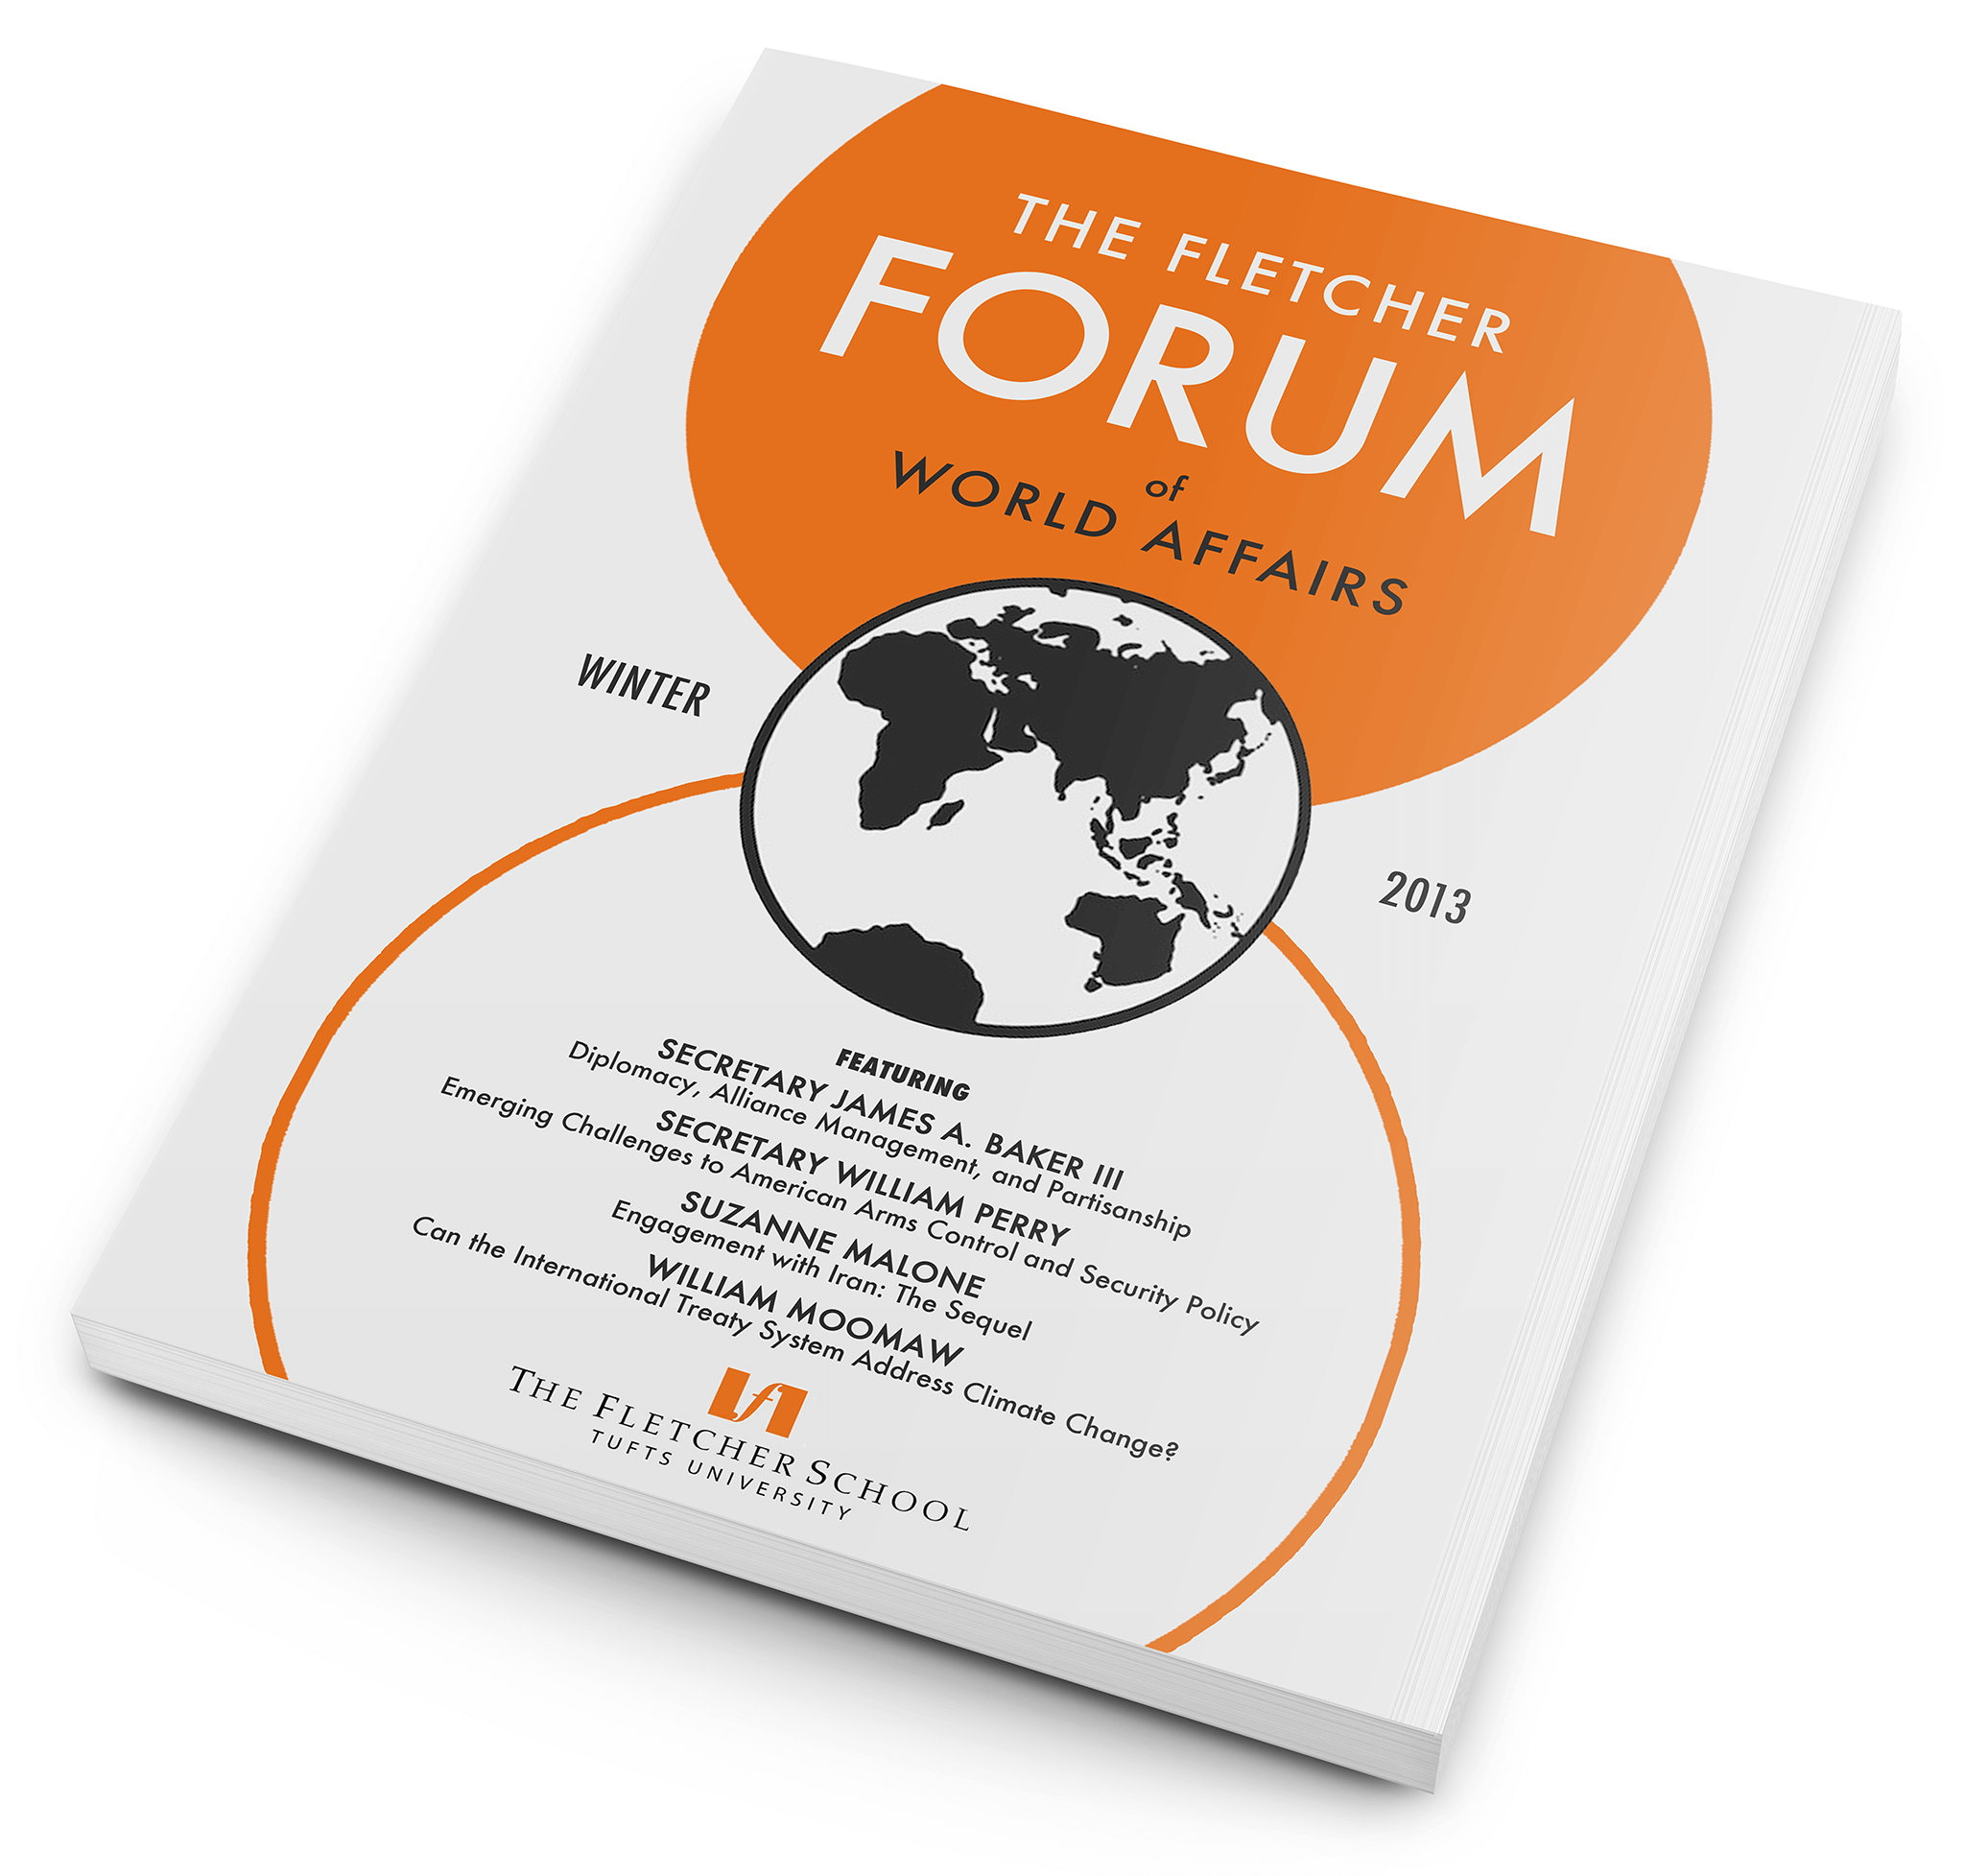 THE FLETCHER
FORUM
of
WORLD AFFAIRS
WINTER
2013
FEATURING
SECRETARY JAMES A. BAKER III
Diplomacy, Alliance Management, and Partisanship
SECRETARY WILLIAM PERRY
Emerging Challenges to American Arms Control and Security Policy
SUZANNE MALONE
Engagement with Iran: The Sequel
WILLIAM MOOMAW
Can the International Treaty System Address Climate Change?
f
THE FLETCHER SCHOOL
TUFTS UNIVERSITY